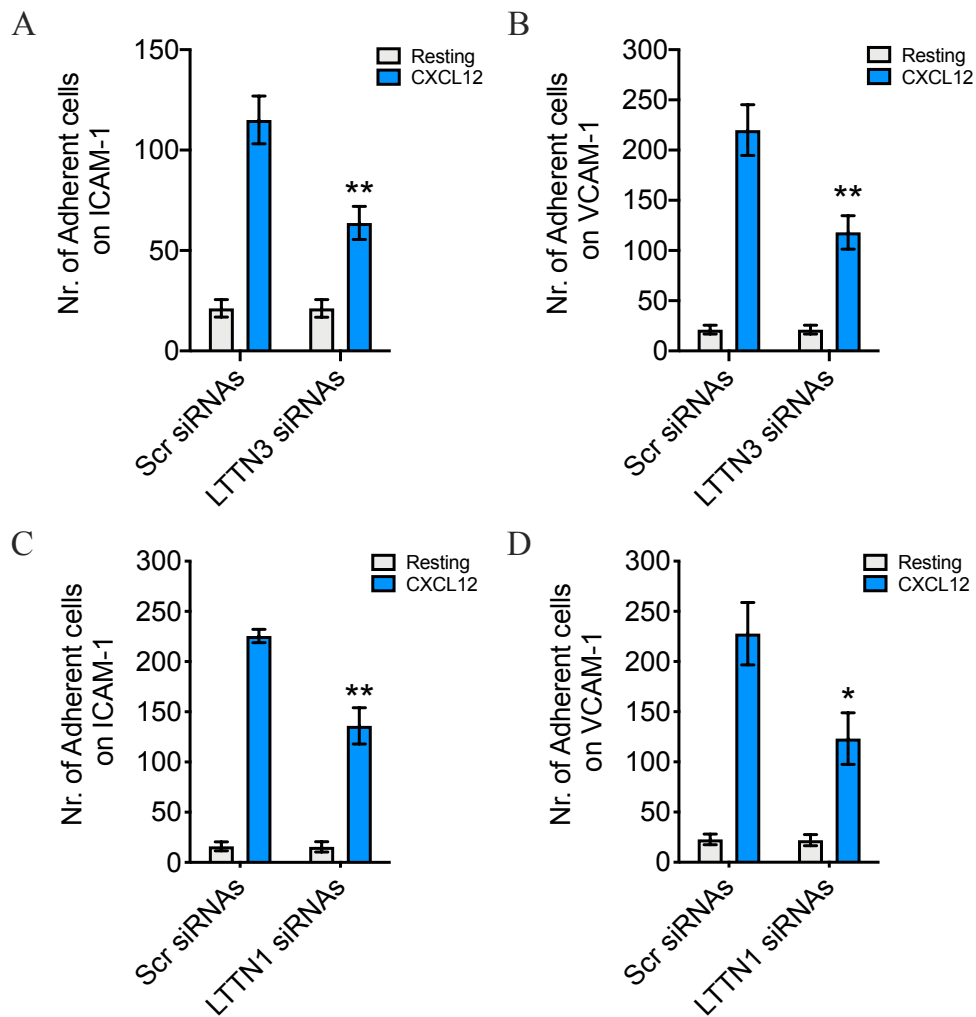 A
Nr. of Adherent cells
on ICAM-1
150
100
50
0
Resting
CXCL12
**
Scr siRNAs
LTTN3 siRNAs
B
Nr. of Adherent cells
on VCAM-1
300
250
200
150
100
50
0
Resting
CXCL12
**
Scr siRNAs
LTTN3 siRNAs
C
Nr. of Adherent cells
on ICAM-1
300
250
200
150
100
50
0
Resting
CXCL12
**
Scr siRNAs
LTTN1 siRNAs
D
Nr. of Adherent cells
on VCAM-1
300
250
200
150
100
50
0
Resting
CXCL12
*
Scr siRNAs
LTTN1 siRNAs